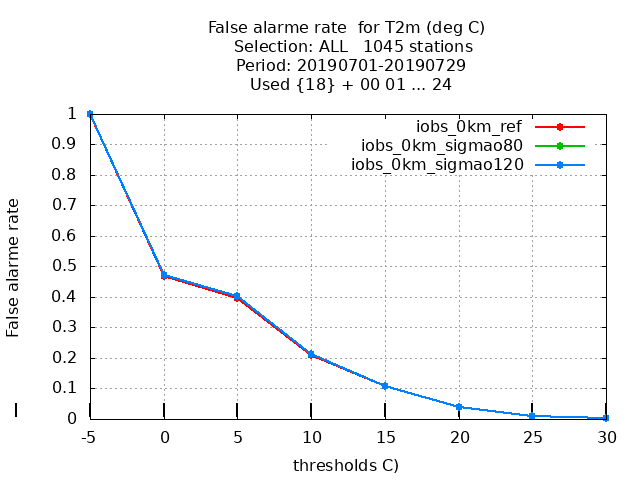 False alarme rate  for T2m (deg C)
Selection: ALL   1045 stations
Period: 20190701-20190729
Used {18} + 00 01 ... 24
iobs_0km_ref
iobs_0km_sigmao80
iobs_0km_sigmao120
1
0.9
0.8
0.7
0.6
0.5
0.4
0.3
0.2
0.1
0
False alarme rate
-5
0
5
10
15
20
25
30
thresholds C)